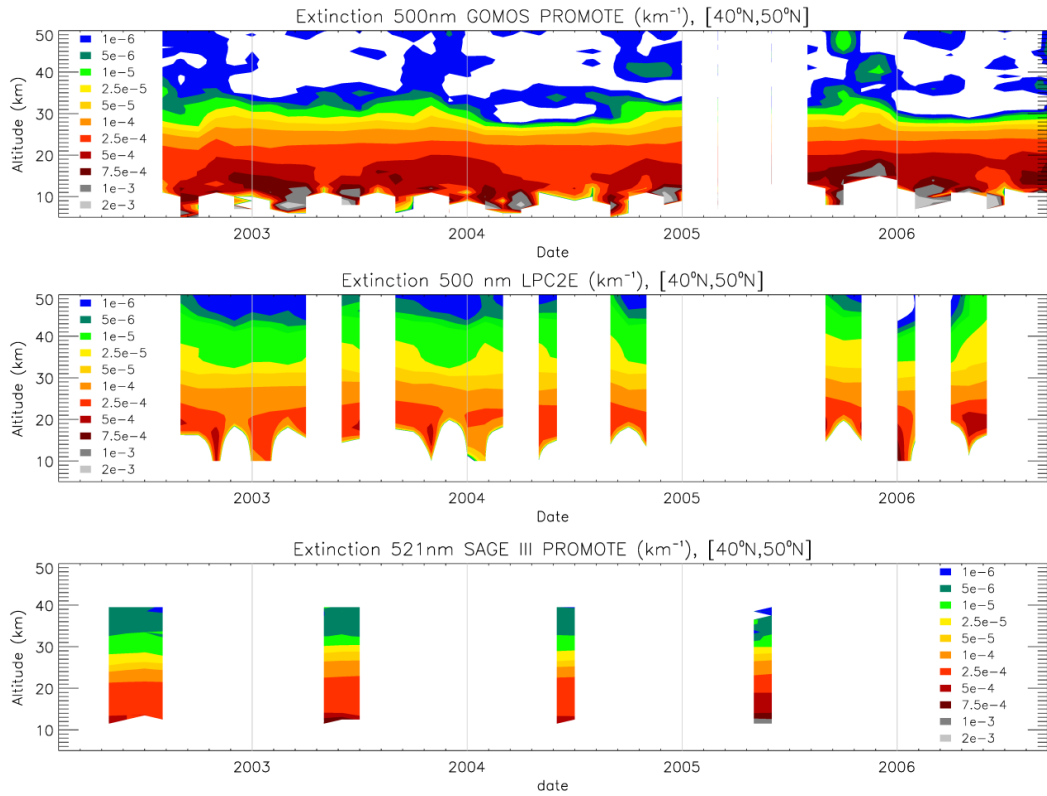 Extinction 500nm GOMOS PROMOTE (km⁻¹), [40°N,50°N]
Altitude (km)
50
40
30
20
10
1e-6
5e-6
1e-5
2.5e-5
5e-5
1e-4
2.5e-4
5e-4
7.5e-4
1e-3
2e-3
2003 2004 2005 2006
Date
Extinction 500 nm LPC2E (km⁻¹), [40°N,50°N]
Altitude (km)
50
40
30
20
10
1e-6
5e-6
1e-5
2.5e-5
5e-5
1e-4
2.5e-4
5e-4
7.5e-4
1e-3
2e-3
2003 2004 2005 2006
Date
Extinction 521nm SAGE III PROMOTE (km⁻¹), [40°N,50°N]
Altitude (km)
50
40
30
20
10
1e-6
5e-6
1e-5
2.5e-5
5e-5
1e-4
2.5e-4
5e-4
7.5e-4
1e-3
2e-3
2003 2004 2005 2006
date